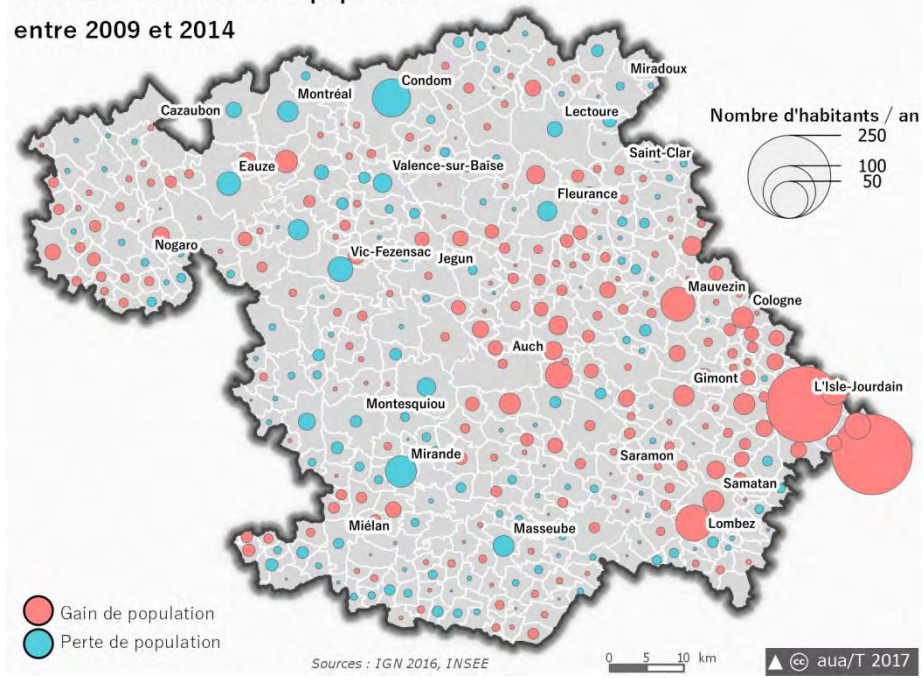 entre 2009 et 2014
Miradoux
Condom
Montréal
Cazaubon
Lectoure
Nombre d'habitants / an
250
100
50
Saint-Clar
Valence-sur-Baïse
Eauze
Fleurance
Nogaro
Vic-Fezensac
Jegun
Mauvezin
Cologne
Auch
Gimont
L'Isle-Jourdain
Montesquiou
Mirande
Saramon
Samatan
Miélan
Masseube
Lombez
Gain de population
Perte de population
Sources : IGN 2016, INSEE
0 5 10 km
cc aua/T 2017